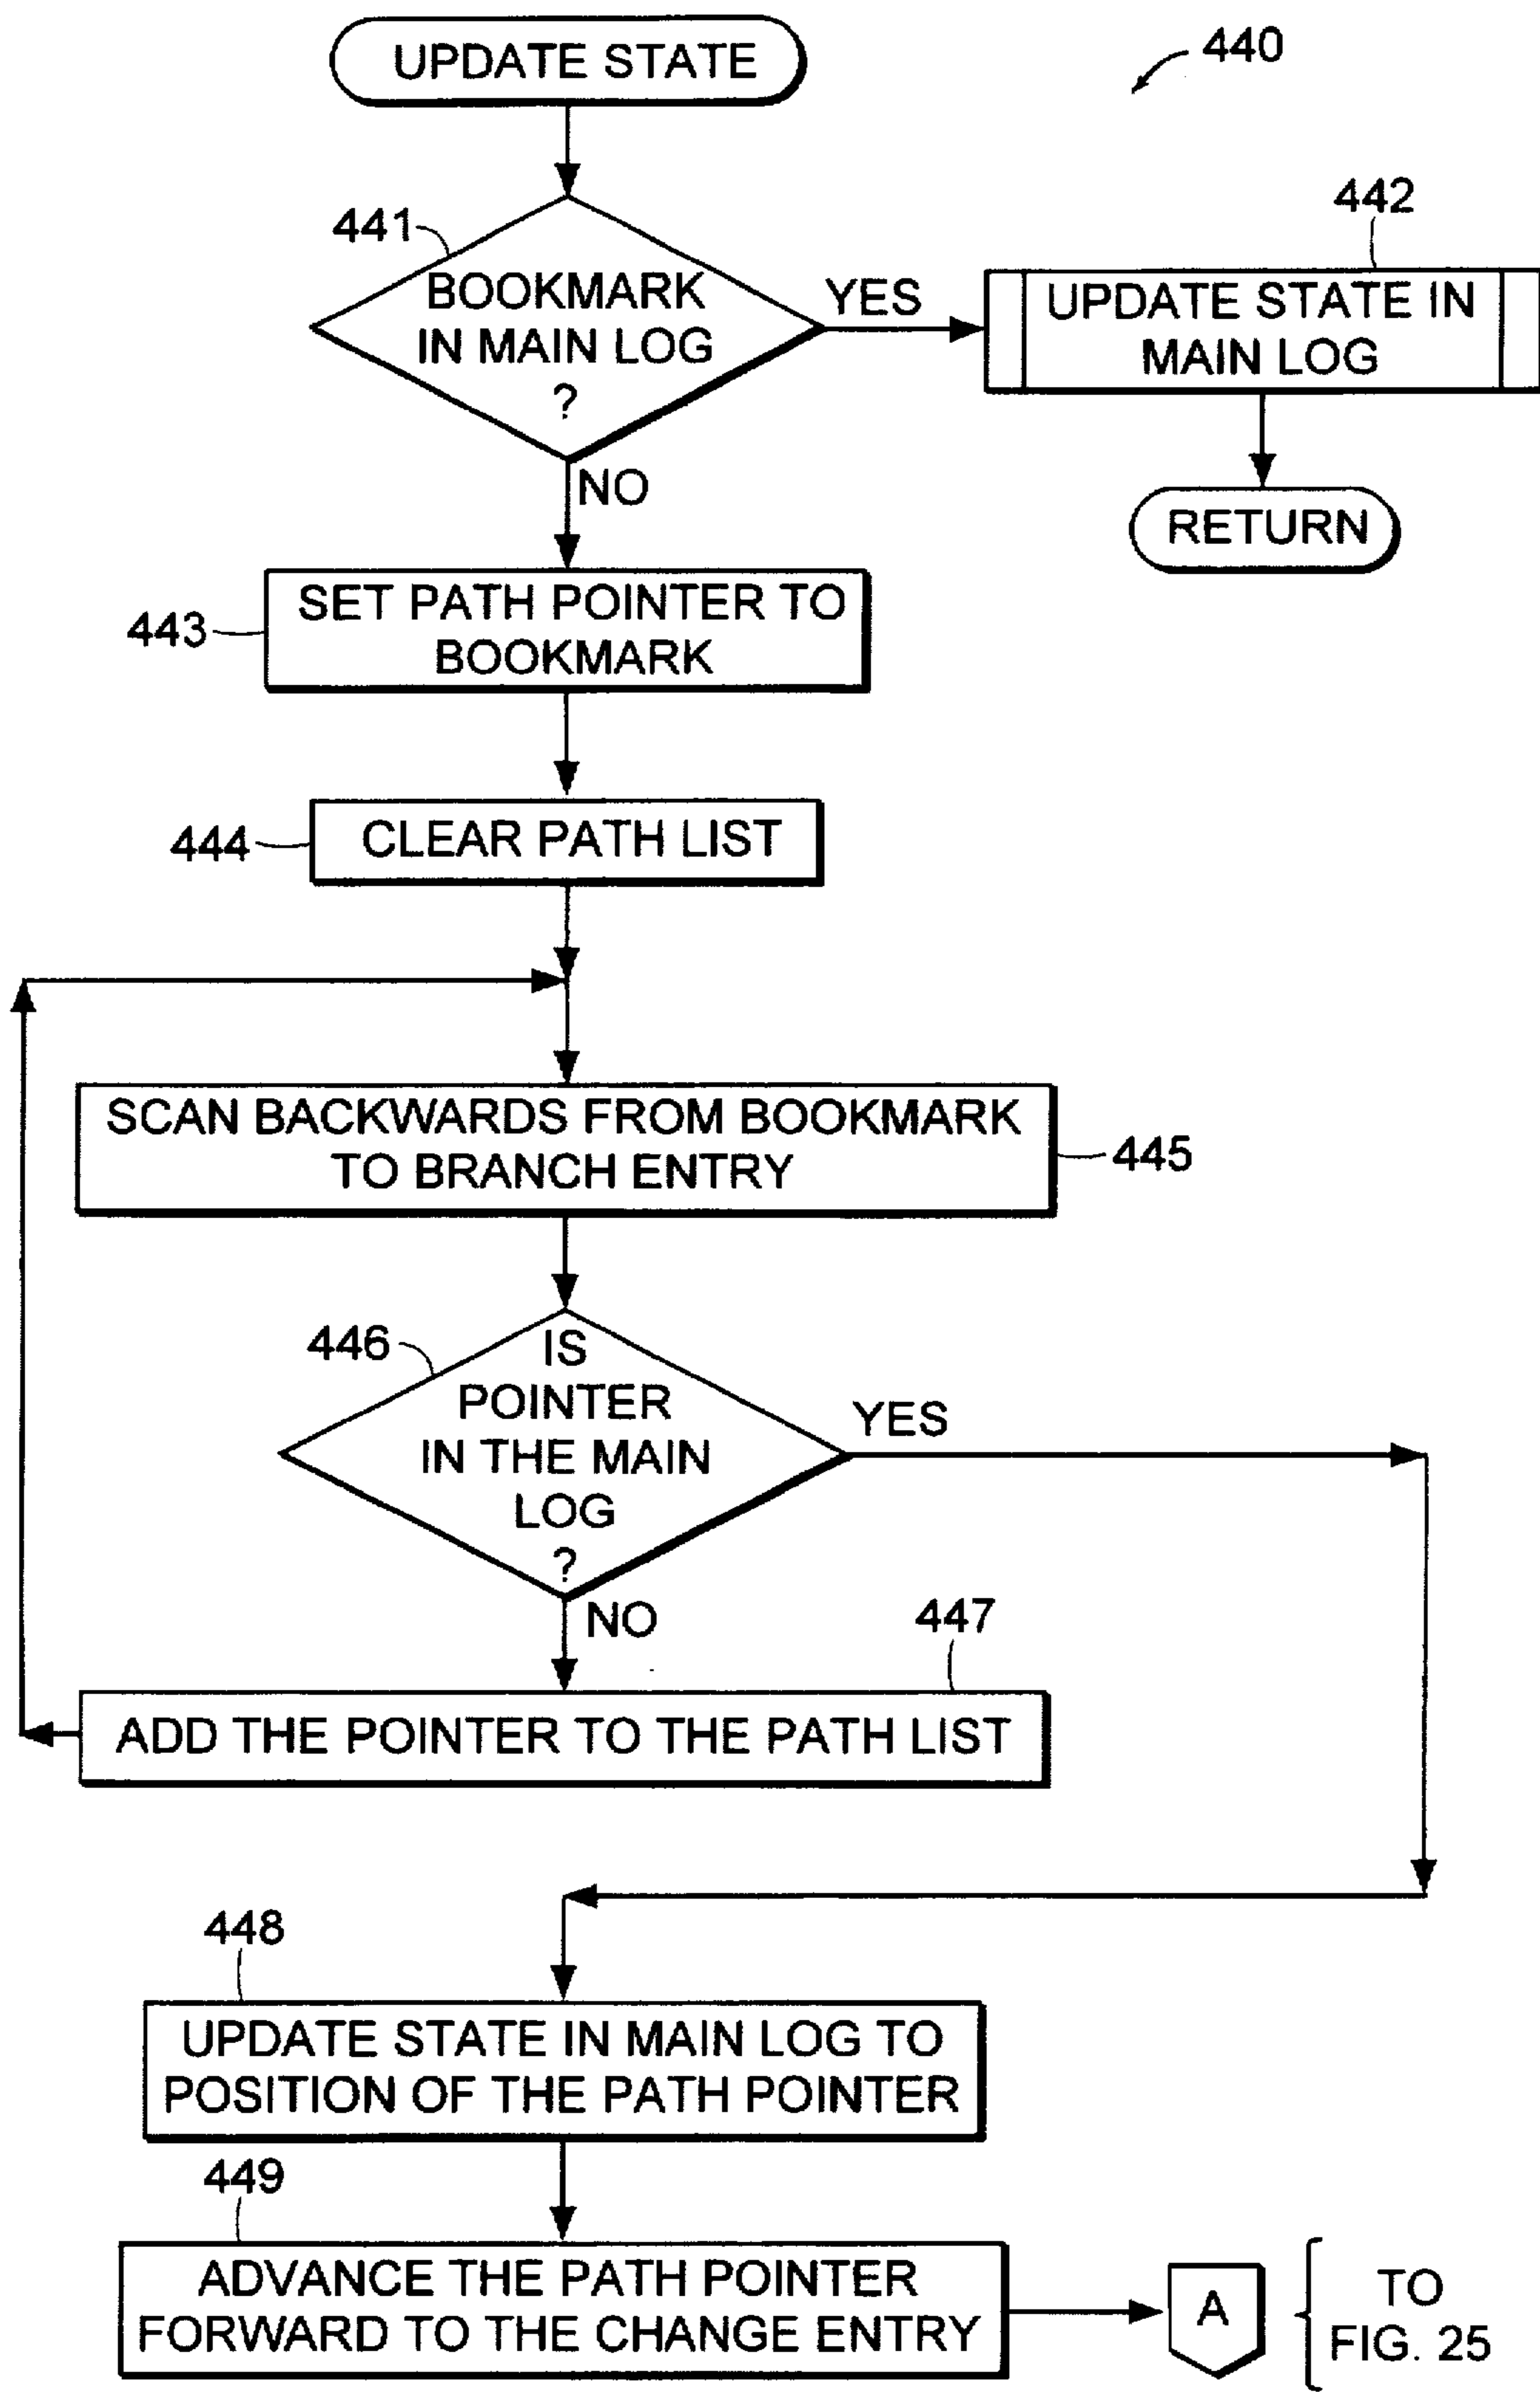 UPDATE STATE
440
441
BOOKMARK
IN MAIN LOG
?
YES
442
UPDATE STATE IN
MAIN LOG
RETURN
NO
443
SET PATH POINTER TO
BOOKMARK
444
CLEAR PATH LIST
SCAN BACKWARDS FROM BOOKMARK
TO BRANCH ENTRY
445
446
IS
POINTER
IN THE MAIN
LOG
?
YES
NO
447
ADD THE POINTER TO THE PATH LIST
448
UPDATE STATE IN MAIN LOG TO
POSITION OF THE PATH POINTER
449
ADVANCE THE PATH POINTER
FORWARD TO THE CHANGE ENTRY
A
TO
FIG. 25